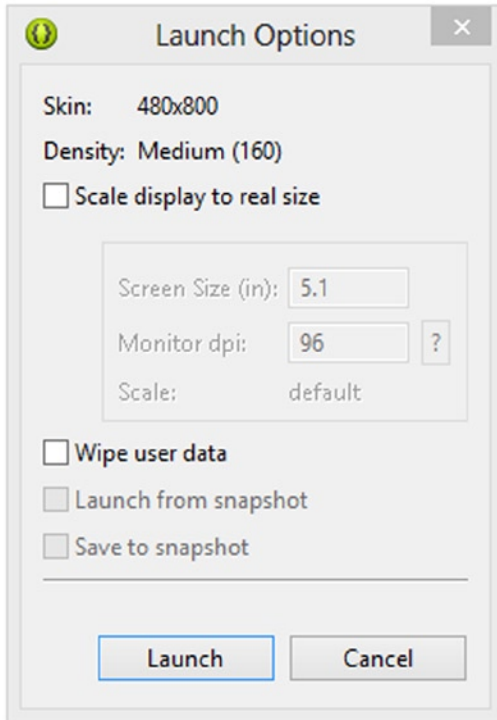 Launch Options
Skin: 480x800
Density: Medium (160)
Scale display to real size
Screen Size (in): 5.1
Monitor dpi: 96 ?
Scale: default
Wipe user data
Launch from snapshot
Save to snapshot
Launch Cancel